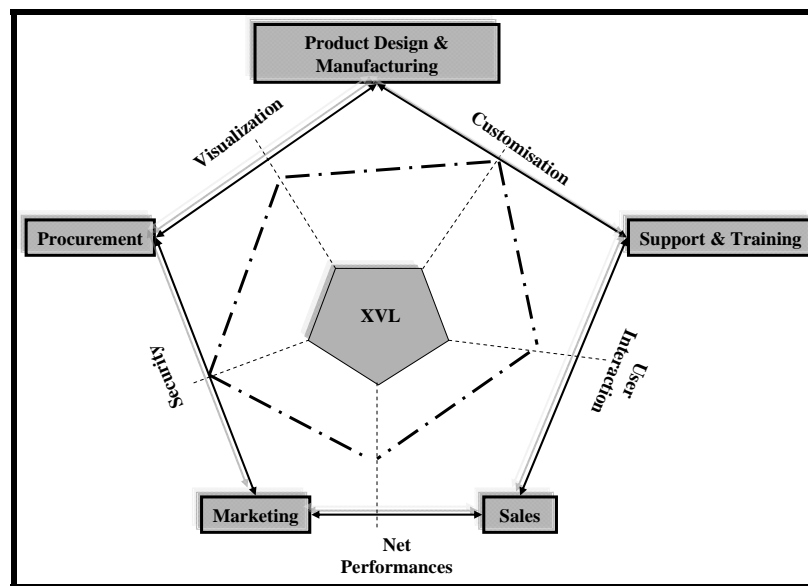 Product Design &
Manufacturing
Visualization
Customisation
Procurement
Support & Training
XVL
Security
User
Interaction
Marketing
Sales
Net
Performances